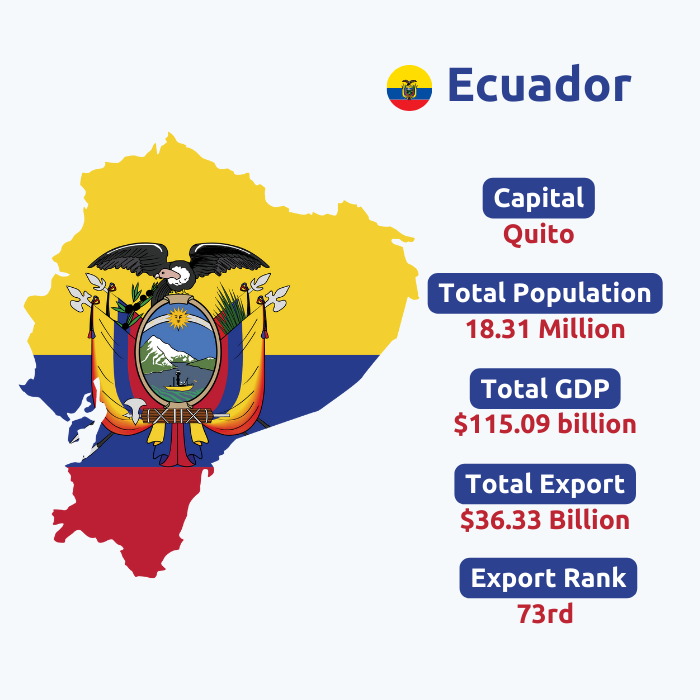 Ecuador
Capital
Quito
Total Population
18.31 Million
Total GDP
$115.09 billion
Total Export
$36.33 Billion
Export Rank
73rd